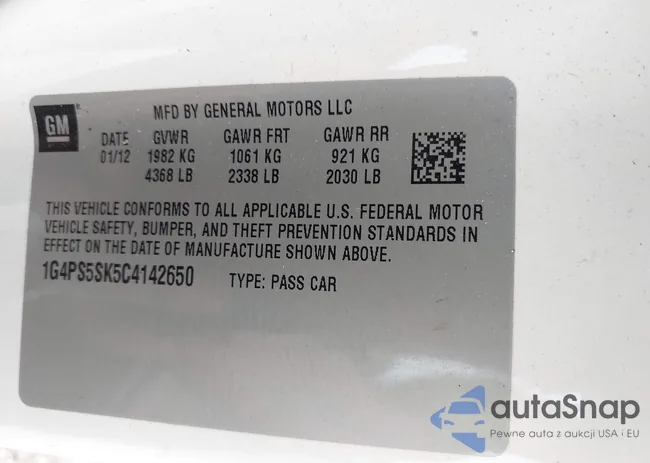 GM
MFD BY GENERAL MOTORS LLC
DATE GVWR GAWR FRT GAWR RR
01/12 1982 KG 1061 KG 921 KG
4368 LB 2338 LB 2030 LB
THIS VEHICLE CONFORMS TO ALL APPLICABLE U.S. FEDERAL MOTOR
VEHICLE SAFETY, BUMPER, AND THEFT PREVENTION STANDARDS IN
EFFECT ON THE DATE OF MANUFACTURE SHOWN ABOVE.
1G4PS5SK5C4142650 TYPE: PASS CAR
autaSnap
Pewne auta z aukcji USA i EU